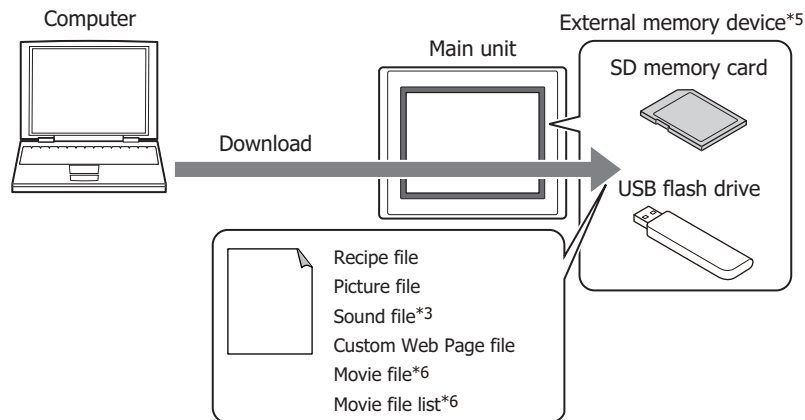 Computer
External memory device*5
Main unit
SD memory card
Download
USB flash drive
Recipe file
Picture file
Sound file*3
Custom Web Page file
Movie file*6
Movie file list*6